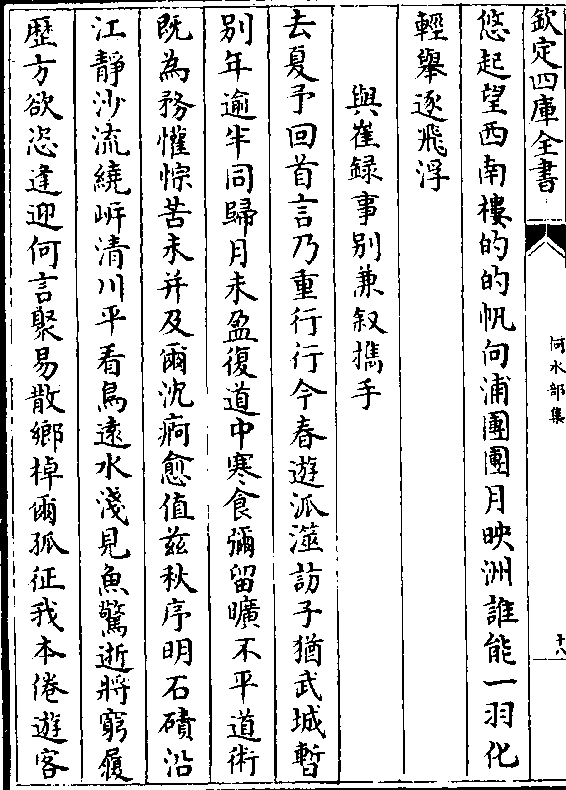 欽定四庫全書
何水部集
十八
悠起望西南樓的的帆向浦團團月映洲誰能一羽化
輕舉逐飛浮
與崔録事别兼叙攜手
去夏予回首言乃重行行今春遊派澨訪子猶武城暫
别年逾半同歸月未盈復道中寒食彌留曠不平道術
既為務懽悰苦未并及爾沈痾愈值兹秋序明石磧沿
江靜沙流繞㟁清川平看鳥遠水淺見魚驚逝將窮履
歴方欲恣逢迎何言聚易散鄉棹爾孤征我本倦遊客